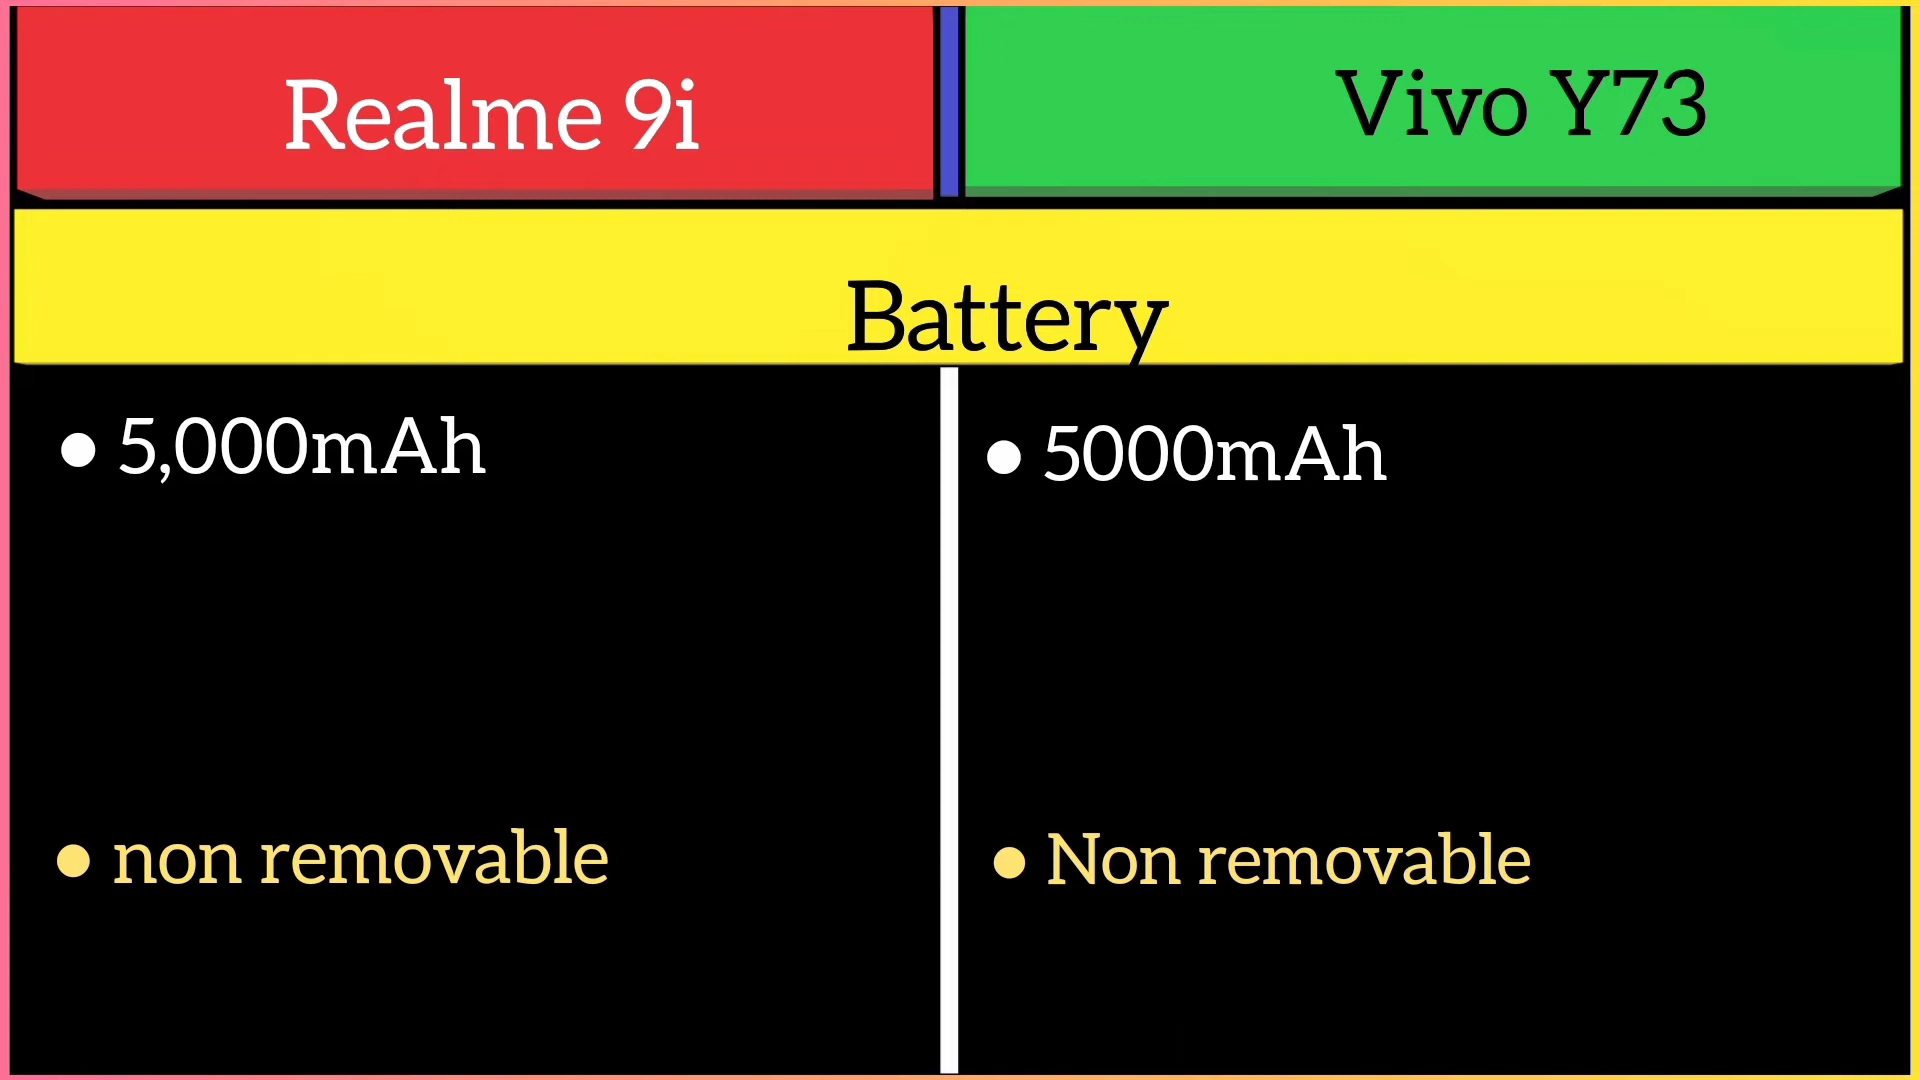 Realme 9i
Vivo Y73
Battery
● 5,000mAh
● 5000mAh
● non removable
● Non removable